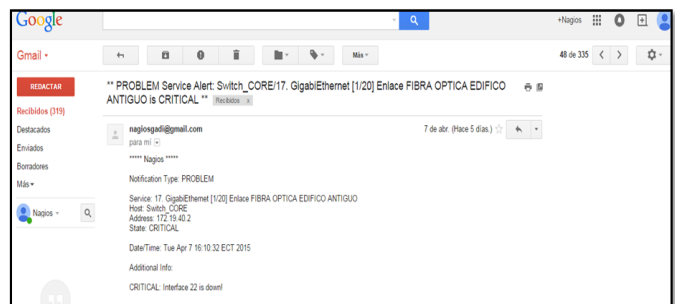 Google
+Nagios
Gmail
Más
48 de 335
REDACTAR
Recibidos (319)
Destacados
Enviados
Borradores
Más
Nagios
** PROBLEM Service Alert: Switch_CORE/17. GigabiEthernet [1/20] Enlace FIBRA OPTICA EDIFICO
ANTIGUO is CRITICAL ** Recibidos x
nagiosgadi@gmail.com
7 de abr. (Hace 5 días.)
para mí
***** Nagios *****
Notification Type: PROBLEM
Service: 17. GigabiEthernet [1/20] Enlace FIBRA OPTICA EDIFICO ANTIGUO
Host: Switch_CORE
Address: 172.19.40.2
State: CRITICAL
Date/Time: Tue Apr 7 16:10:32 ECT 2015
Additional Info:
CRITICAL: Interface 22 is down!